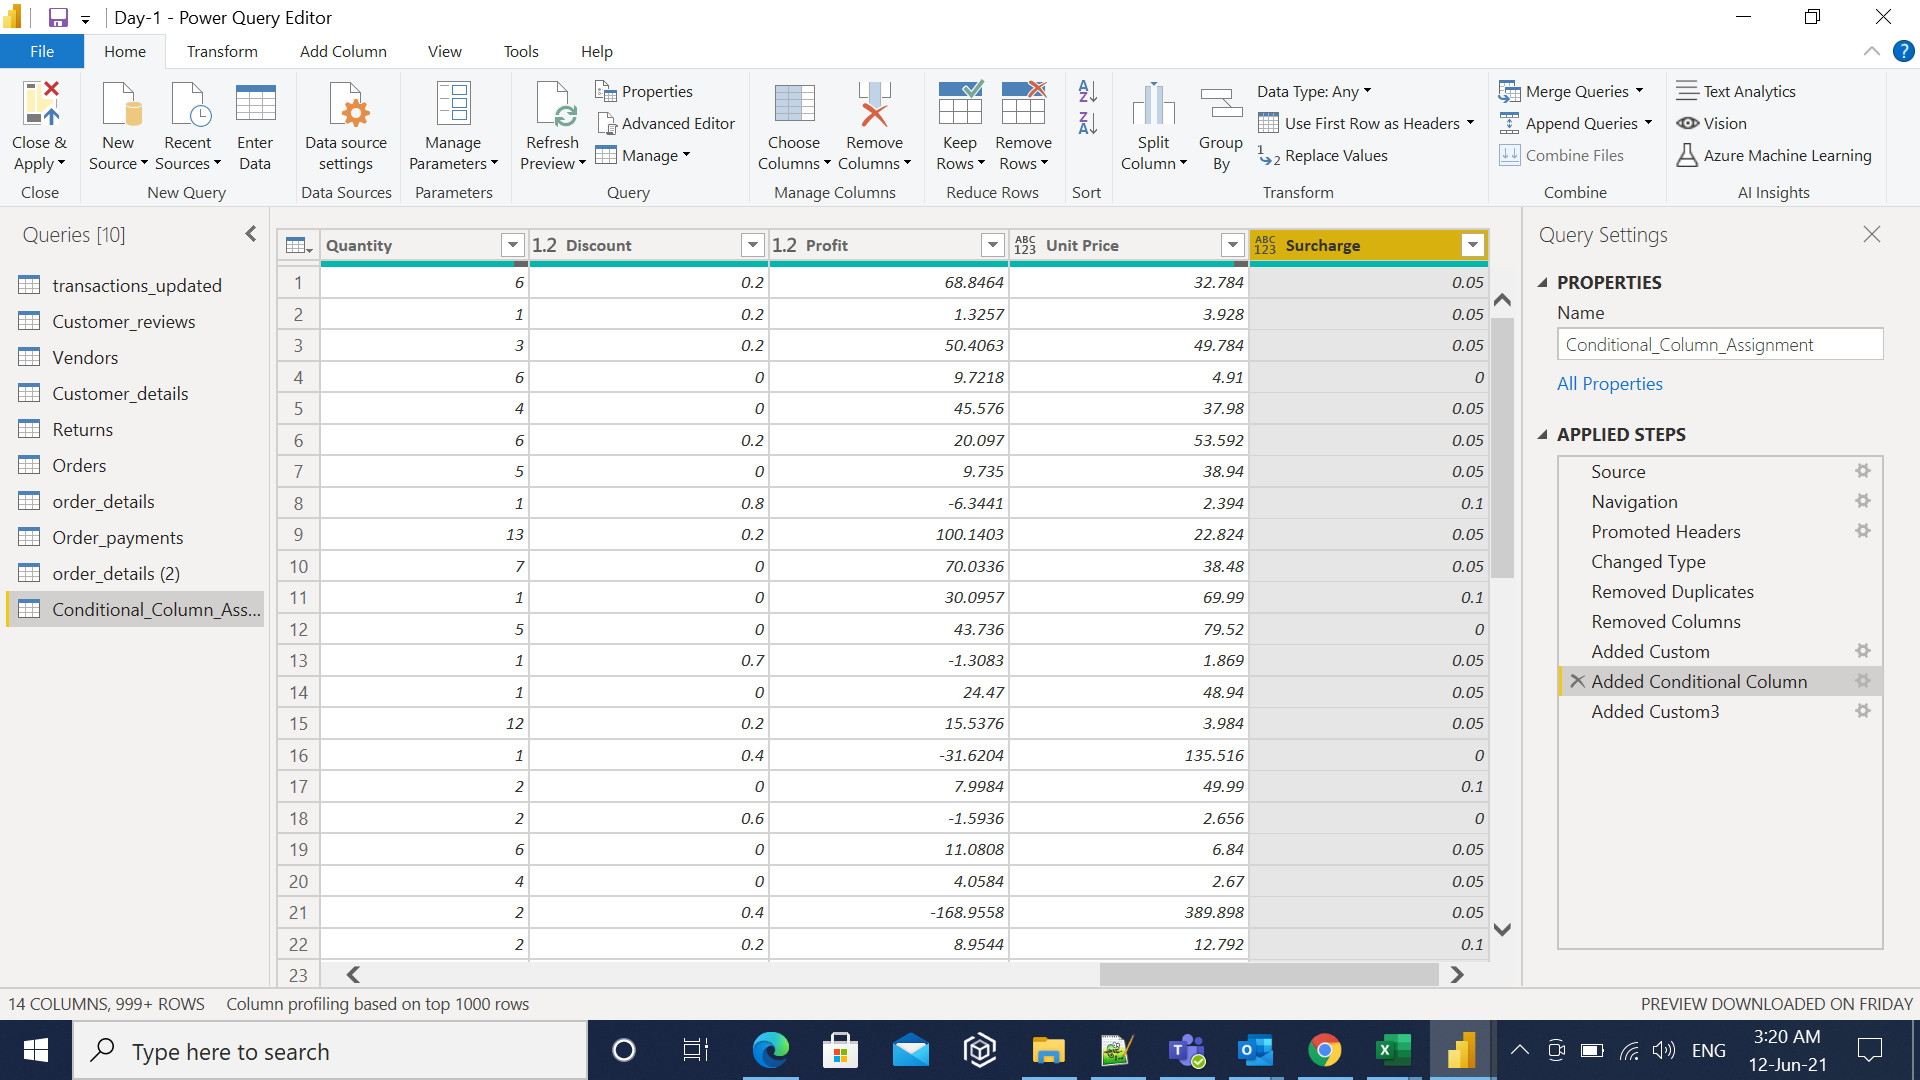 Day-1 - Power Query Editor
File Home Transform Add Column View Tools Help
Close & Apply
New Source
Recent Sources
Enter Data
Data source settings
Manage Parameters
Refresh Preview
Properties
Advanced Editor
Manage
Choose Columns
Remove Columns
Keep Rows
Remove Rows
Split Column
Group By
Data Type: Any
Use First Row as Headers
Replace Values
Merge Queries
Append Queries
Combine Files
Text Analytics
Vision
Azure Machine Learning
Close New Query Data Sources Parameters Query Manage Columns Reduce Rows Sort Transform Combine AI Insights
Queries [10]
transactions_updated
Customer_reviews
Vendors
Customer_details
Returns
Orders
order_details
Order_payments
order_details (2)
Conditional_Column_Ass...
Quantity 1.2 Discount 1.2 Profit ABC 123 Unit Price ABC 123 Surcharge
1 6 0.2 68.8464 32.784 0.05
2 1 0.2 1.3257 3.928 0.05
3 3 0.2 50.4063 49.784 0.05
4 6 0 9.7218 4.91 0
5 4 0 45.576 37.98 0.05
6 6 0.2 20.097 53.592 0.05
7 5 0 9.735 38.94 0.05
8 1 0.8 -6.3441 2.394 0.1
9 13 0.2 100.1403 22.824 0.05
10 7 0 70.0336 38.48 0.05
11 1 0 30.0957 69.99 0.1
12 5 0 43.736 79.52 0
13 1 0.7 -1.3083 1.869 0.05
14 1 0 24.47 48.94 0.05
15 12 0.2 15.5376 3.984 0.05
16 1 0.4 -31.6204 135.516 0
17 2 0 7.9984 49.99 0.1
18 2 0.6 -1.5936 2.656 0
19 6 0 11.0808 6.84 0.05
20 4 0 4.0584 2.67 0.05
21 2 0.4 -168.9558 389.898 0.05
22 2 0.2 8.9544 12.792 0.1
23
Query Settings
PROPERTIES
Name
Conditional_Column_Assignment
All Properties
APPLIED STEPS
Source
Navigation
Promoted Headers
Changed Type
Removed Duplicates
Removed Columns
Added Custom
Added Conditional Column
Added Custom3
14 COLUMNS, 999+ ROWS Column profiling based on top 1000 rows PREVIEW DOWNLOADED ON FRIDAY
Type here to search
ENG
3:20 AM
12-Jun-21